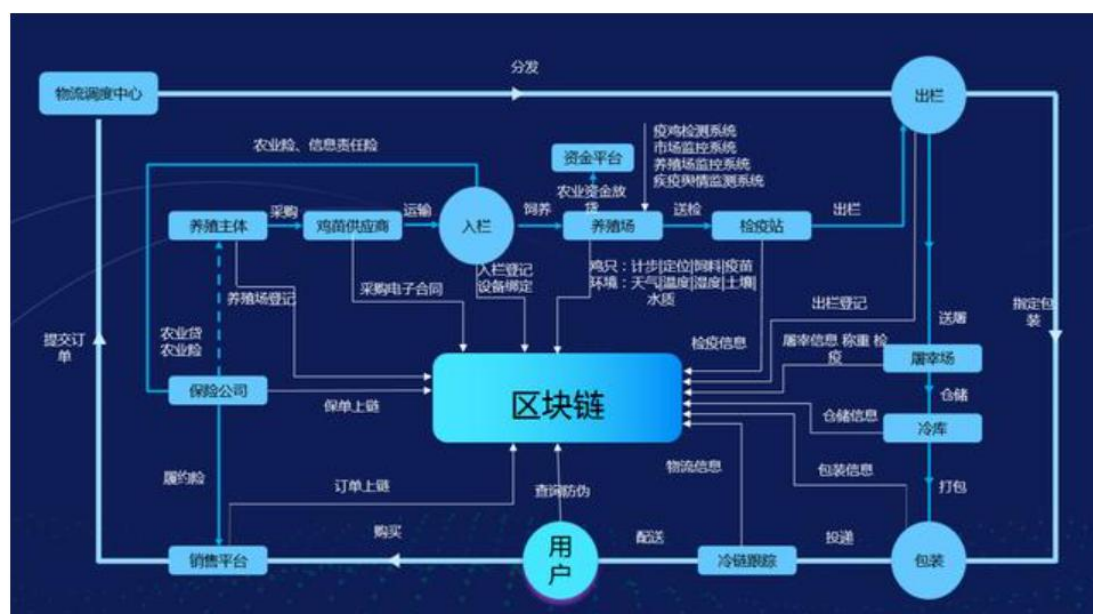 分发
物流调度中心
出栏
疫鸡检测系统
市场监控系统
养殖场监控系统
疾疫舆情监测系统
农业险、信息责任险
资金平台
农业资金放
贷
养殖主体
采购
鸡苗供应商
运输
入栏
饲养
养殖场
送检
检疫站
出栏
入栏登记
设备绑定
鸡只：计步|定位|饲料|疫苗
环境：天气|温度|湿度|土壤|
水质
养殖场登记
采购电子合同
出栏登记
指定包
装
提交订
单
农业贷
农业险
检疫信息
送屠
屠宰信息 称重 检
疫
屠宰场
保险公司
保单上链
区块链
仓储
仓储信息
冷库
履约险
订单上链
查询防伪
物流信息
包装信息
打包
购买
销售平台
用
户
配送
冷链跟踪
投递
包装